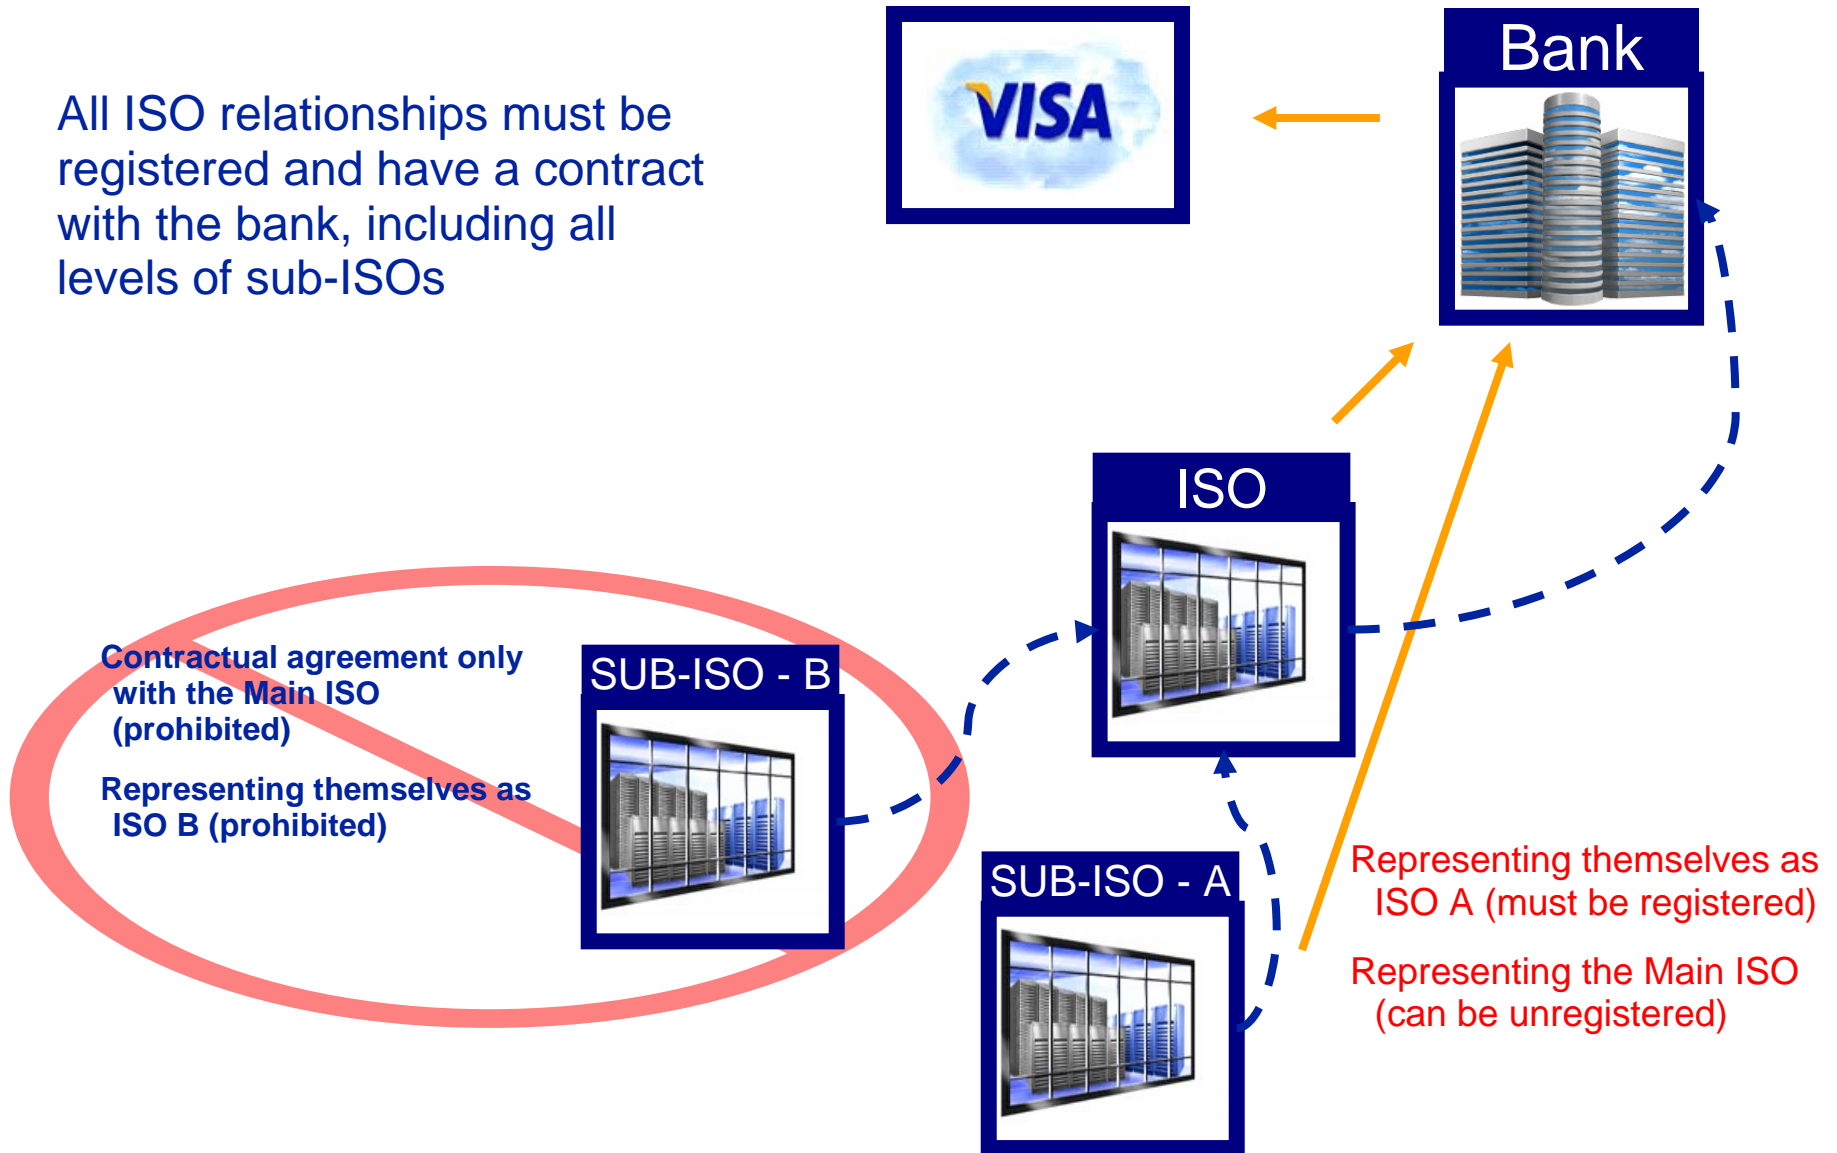 All ISO relationships must be
registered and have a contract
with the bank, including all
levels of sub-ISOs
VISA
Bank
ISO
Contractual agreement only
with the Main ISO
(prohibited)
Representing themselves as
ISO B (prohibited)
SUB-ISO - B
SUB-ISO - A
Representing themselves as
ISO A (must be registered)
Representing the Main ISO
(can be unregistered)